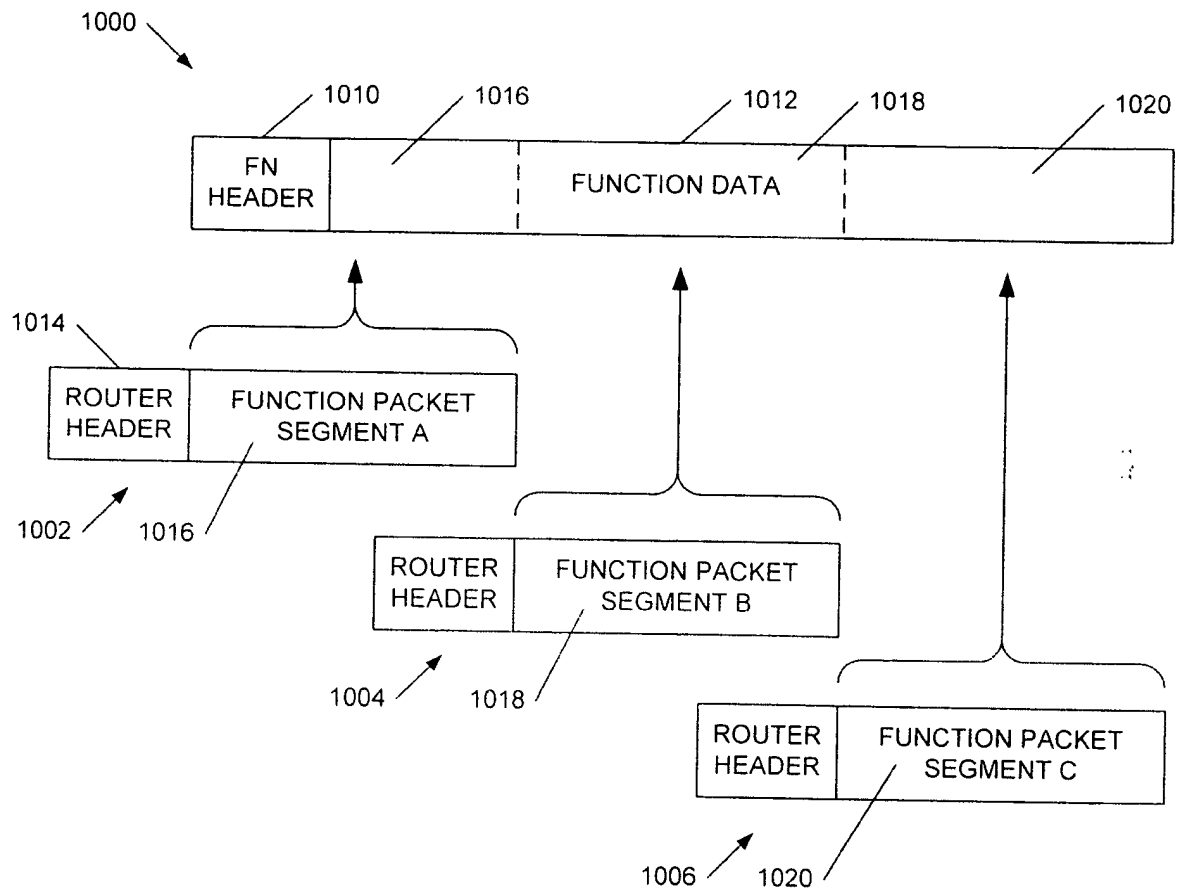 1000
1010
1016
1012
1018
1020
FN
HEADER
FUNCTION DATA
1014
ROUTER
HEADER
FUNCTION PACKET
SEGMENT A
1002
1016
ROUTER
HEADER
FUNCTION PACKET
SEGMENT B
1004
1018
ROUTER
HEADER
FUNCTION PACKET
SEGMENT C
1006
1020